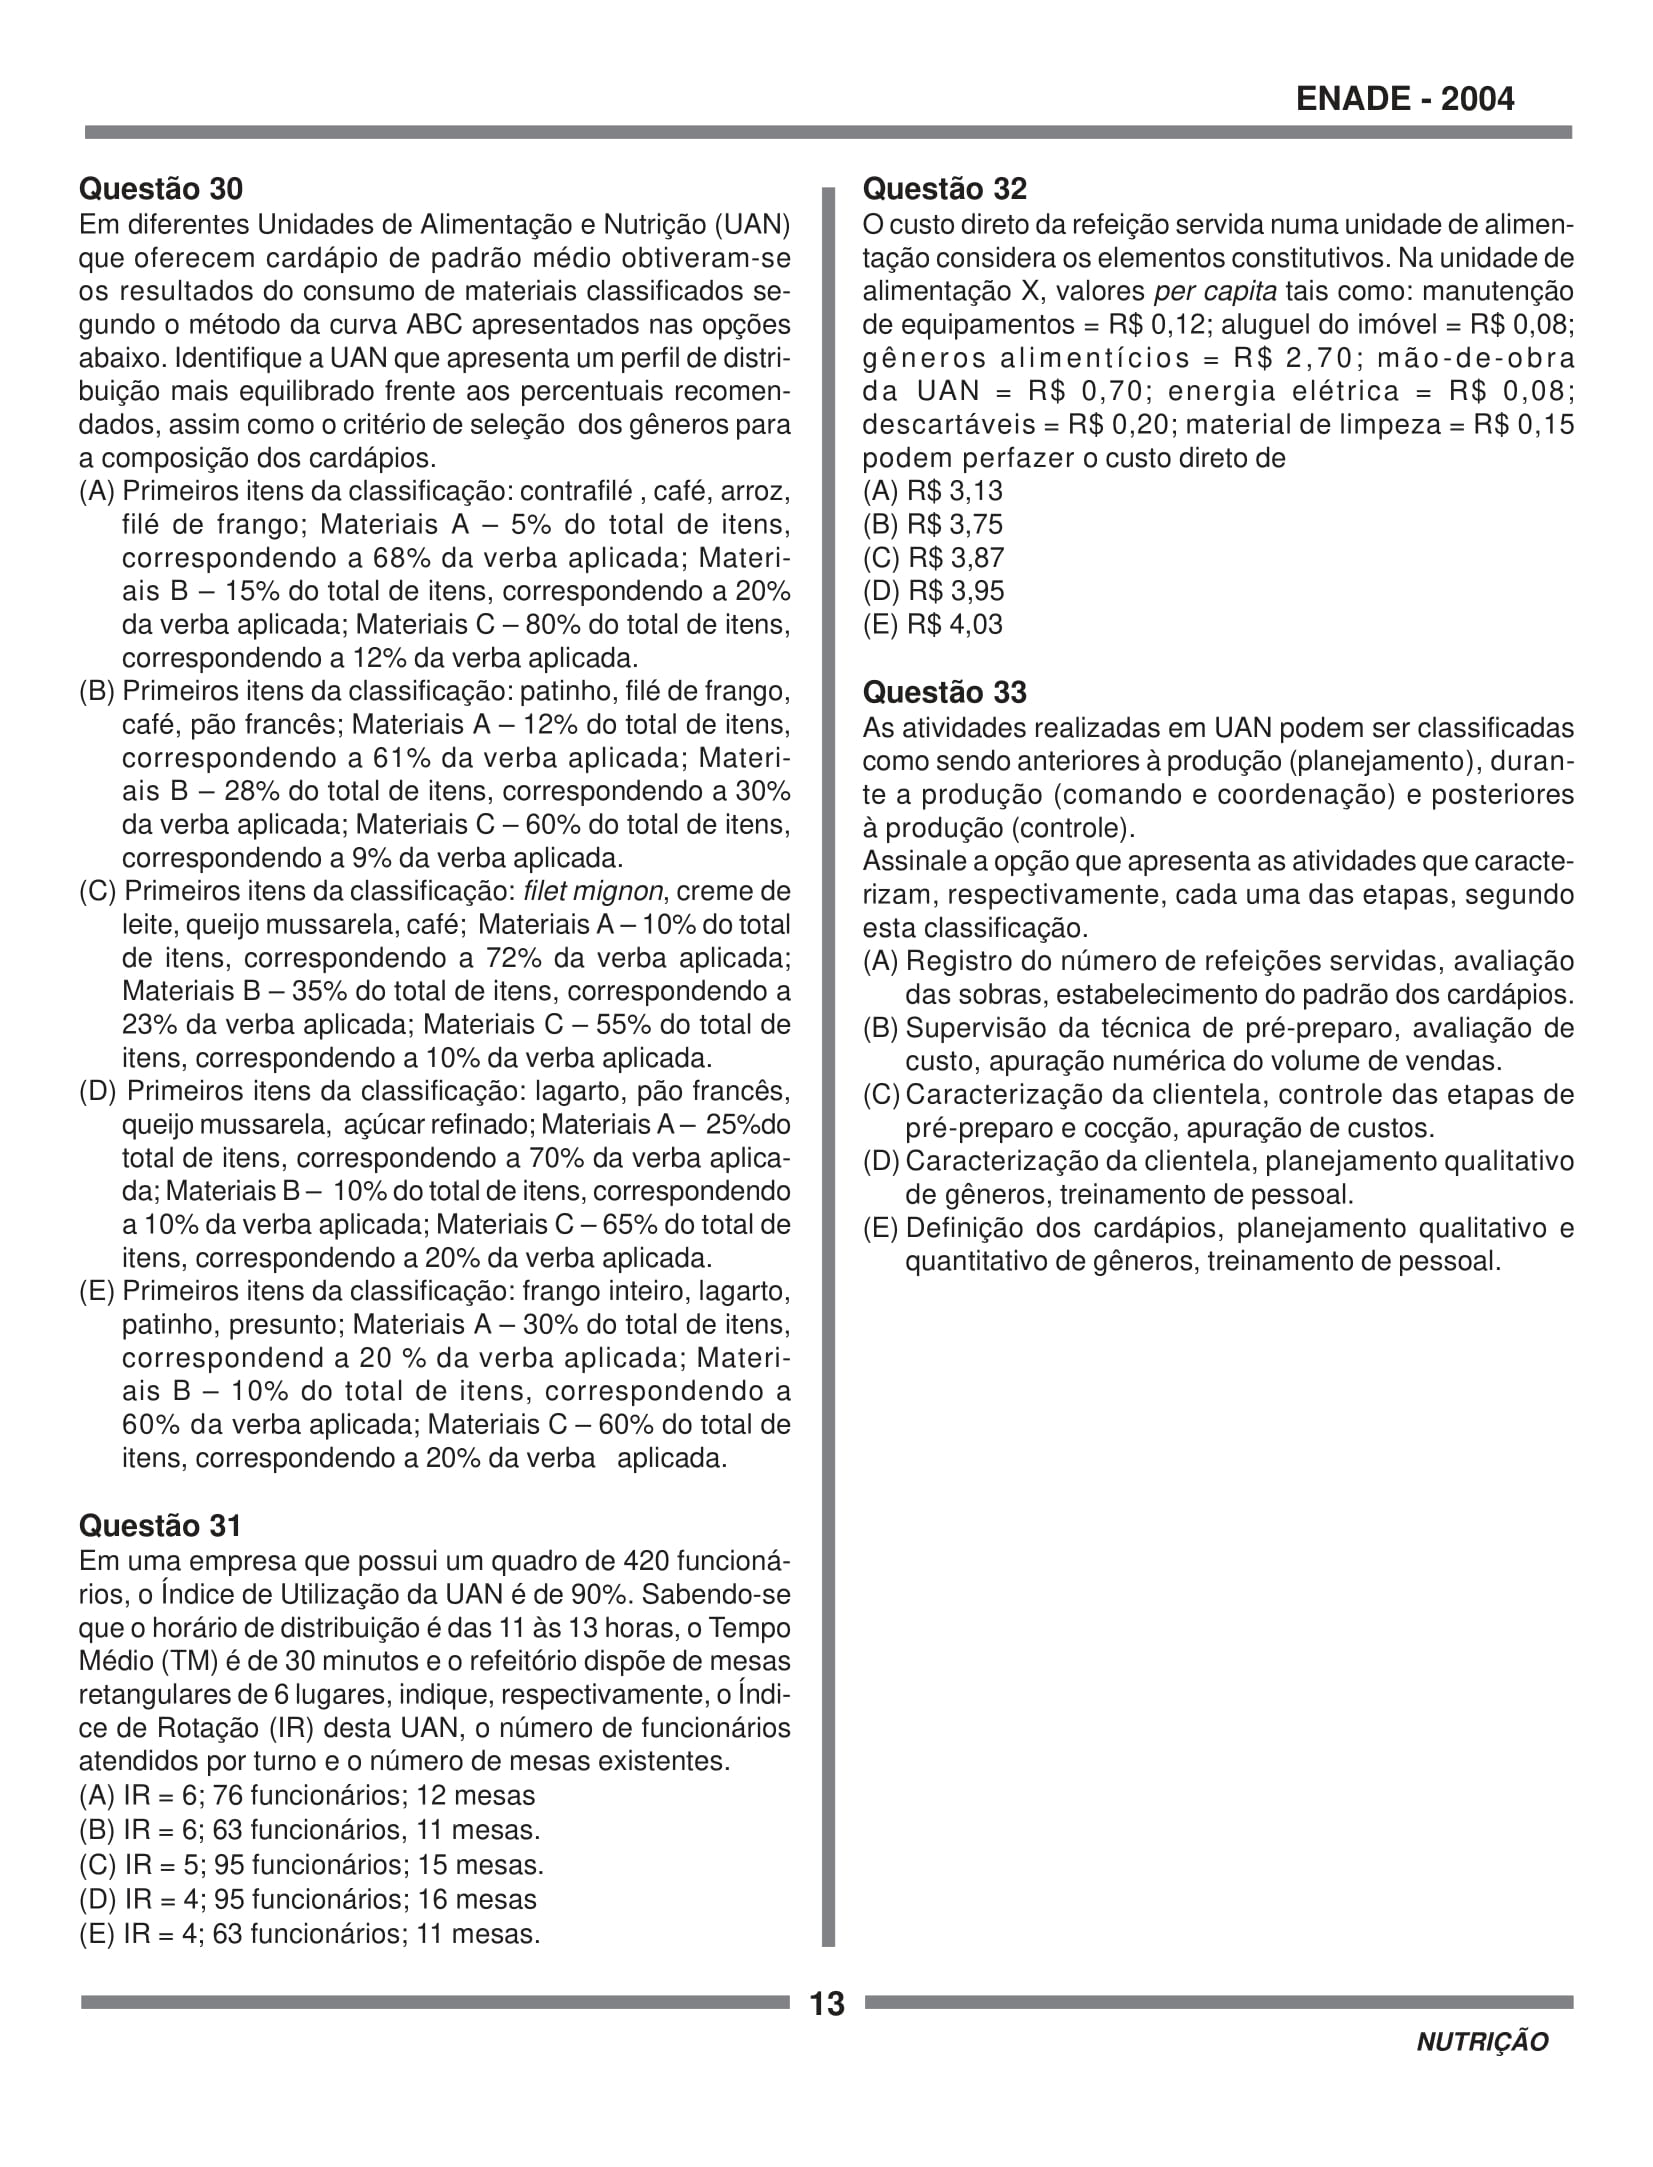 ENADE - 2004
Questão 30
Em diferentes Unidades de Alimentação e Nutrição (UAN)
que oferecem cardápio de padrão médio obtiveram-se
os resultados do consumo de materiais classificados se-
gundo o método da curva ABC apresentados nas opções
abaixo. Identifique a UAN que apresenta um perfil de distri-
buição mais equilibrado frente aos percentuais recomen-
dados, assim como o critério de seleção dos gêneros para
a composição dos cardápios.
(A) Primeiros itens da classificação: contrafilé , café, arroz,
filé de frango; Materiais A – 5% do total de itens,
correspondendo a 68% da verba aplicada; Materi-
ais B – 15% do total de itens, correspondendo a 20%
da verba aplicada; Materiais C – 80% do total de itens,
correspondendo a 12% da verba aplicada.
(B) Primeiros itens da classificação: patinho, filé de frango,
café, pão francês; Materiais A – 12% do total de itens,
correspondendo a 61% da verba aplicada; Materi-
ais B – 28% do total de itens, correspondendo a 30%
da verba aplicada; Materiais C – 60% do total de itens,
correspondendo a 9% da verba aplicada.
(C) Primeiros itens da classificação: filet mignon, creme de
leite, queijo mussarela, café; Materiais A – 10% do total
de itens, correspondendo a 72% da verba aplicada;
Materiais B – 35% do total de itens, correspondendo a
23% da verba aplicada; Materiais C – 55% do total de
itens, correspondendo a 10% da verba aplicada.
(D) Primeiros itens da classificação: lagarto, pão francês,
queijo mussarela, açúcar refinado; Materiais A – 25%do
total de itens, correspondendo a 70% da verba aplica-
da; Materiais B – 10% do total de itens, correspondendo
a 10% da verba aplicada; Materiais C – 65% do total de
itens, correspondendo a 20% da verba aplicada.
(E) Primeiros itens da classificação: frango inteiro, lagarto,
patinho, presunto; Materiais A – 30% do total de itens,
correspondend a 20 % da verba aplicada; Materi-
ais B – 10% do total de itens, correspondendo a
60% da verba aplicada; Materiais C – 60% do total de
itens, correspondendo a 20% da verba aplicada.
Questão 31
Em uma empresa que possui um quadro de 420 funcioná-
rios, o Índice de Utilização da UAN é de 90%. Sabendo-se
que o horário de distribuição é das 11 às 13 horas, o Tempo
Médio (TM) é de 30 minutos e o refeitório dispõe de mesas
retangulares de 6 lugares, indique, respectivamente, o Índi-
ce de Rotação (IR) desta UAN, o número de funcionários
atendidos por turno e o número de mesas existentes.
(A) IR = 6; 76 funcionários; 12 mesas
(B) IR = 6; 63 funcionários, 11 mesas.
(C) IR = 5; 95 funcionários; 15 mesas.
(D) IR = 4; 95 funcionários; 16 mesas
(E) IR = 4; 63 funcionários; 11 mesas.
Questão 32
O custo direto da refeição servida numa unidade de alimen-
tação considera os elementos constitutivos. Na unidade de
alimentação X, valores per capita tais como: manutenção
de equipamentos = R$ 0,12; aluguel do imóvel = R$ 0,08;
gêneros alimentícios = R$ 2,70; mão-de-obra
da UAN = R$ 0,70; energia elétrica = R$ 0,08;
descartáveis = R$ 0,20; material de limpeza = R$ 0,15
podem perfazer o custo direto de
(A) R$ 3,13
(B) R$ 3,75
(C) R$ 3,87
(D) R$ 3,95
(E) R$ 4,03
Questão 33
As atividades realizadas em UAN podem ser classificadas
como sendo anteriores à produção (planejamento), duran-
te a produção (comando e coordenação) e posteriores
à produção (controle).
Assinale a opção que apresenta as atividades que caracte-
rizam, respectivamente, cada uma das etapas, segundo
esta classificação.
(A) Registro do número de refeições servidas, avaliação
das sobras, estabelecimento do padrão dos cardápios.
(B) Supervisão da técnica de pré-preparo, avaliação de
custo, apuração numérica do volume de vendas.
(C) Caracterização da clientela, controle das etapas de
pré-preparo e cocção, apuração de custos.
(D) Caracterização da clientela, planejamento qualitativo
de gêneros, treinamento de pessoal.
(E) Definição dos cardápios, planejamento qualitativo e
quantitativo de gêneros, treinamento de pessoal.
13
NUTRIÇÃO